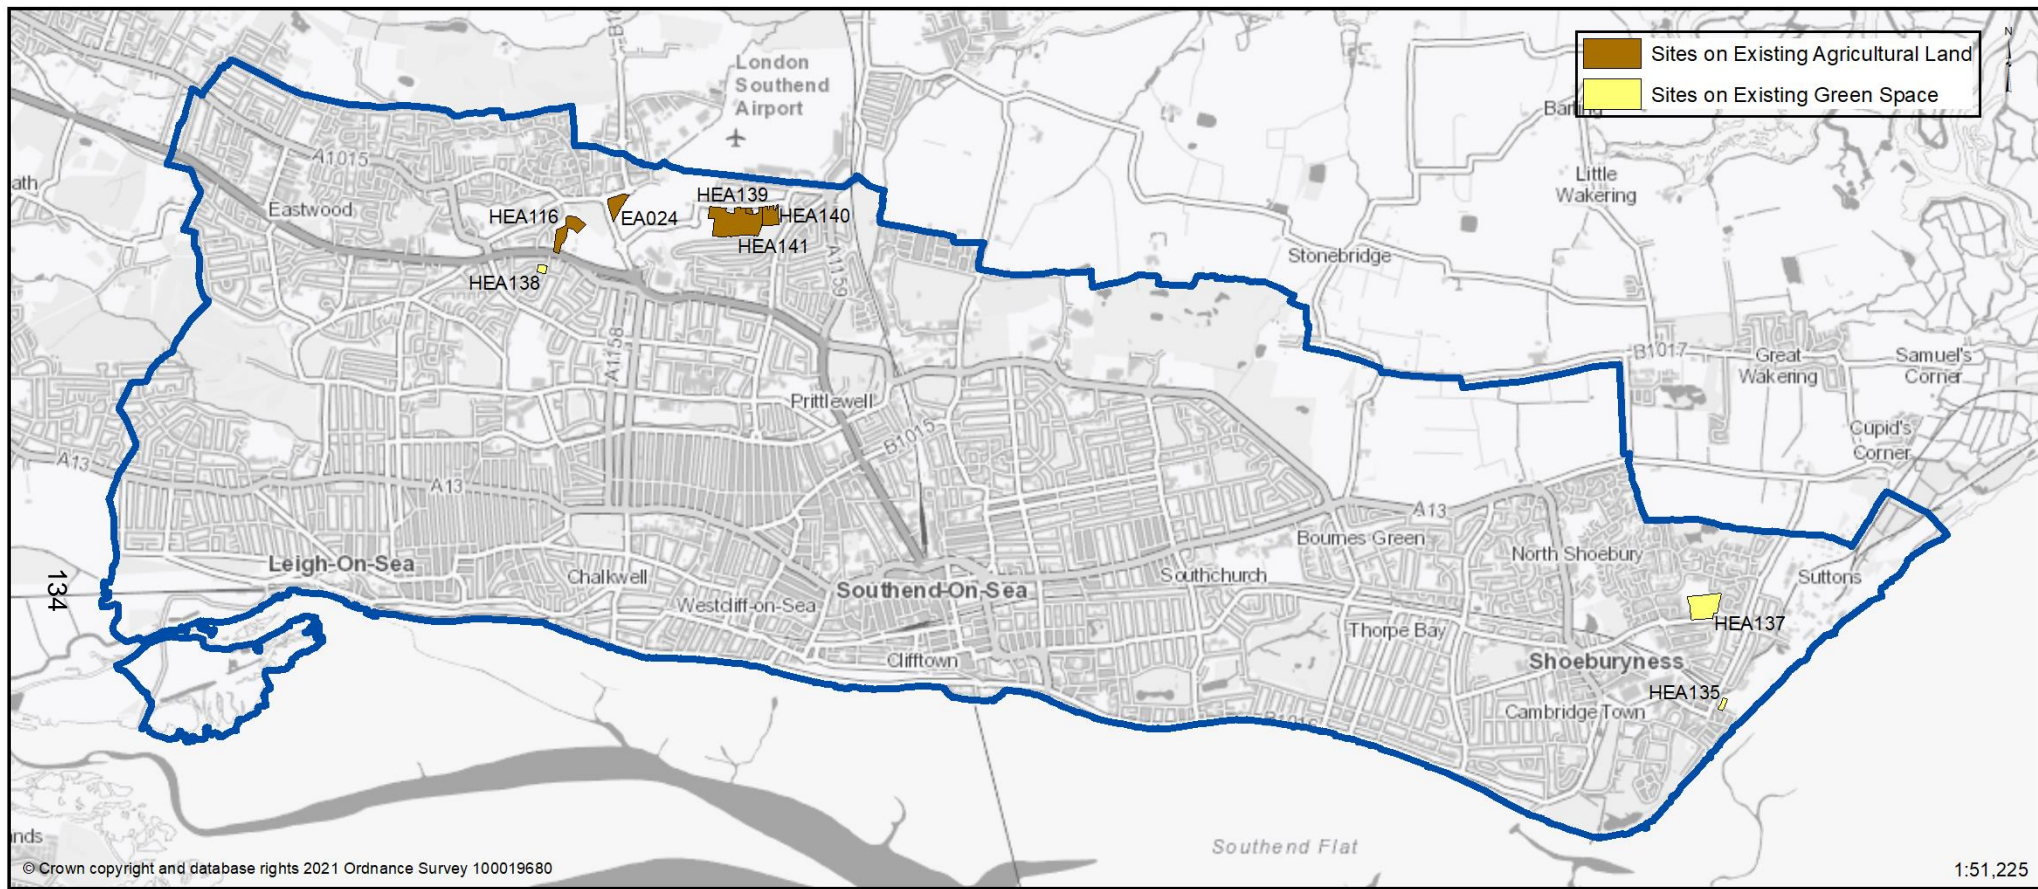 Sites on Existing Agricultural Land
Sites on Existing Green Space
N
London
Southend
Airport
A1015
Eastwood
HEA116
EA024
HEA139
HEA140
HEA141
HEA138
A1159
A1158
Little
Wakering
Stonebridge
B1017
Great
Wakering
Samuel's
Corner
Cupid's
Corner
Prittlewell
B1015
A13
A13
A13
Bournes Green
North Shoebury
Suttons
Leigh-On-Sea
Chalkwell
Westcliff-on-Sea
Southend-On-Sea
Southchurch
Clifftown
Thorpe Bay
HEA137
Shoeburyness
HEA135
Cambridge Town
134
Southend Flat
© Crown copyright and database rights 2021 Ordnance Survey 100019680
1:51,225